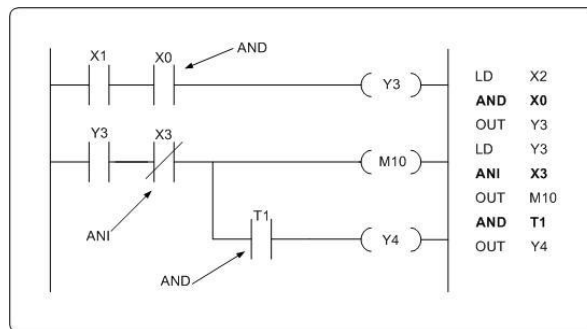 AND
X1 X0
Y3
Y3 X3
M10
T1
ANI
Y4
AND
LD X2
AND X0
OUT Y3
LD Y3
ANI X3
OUT M10
AND T1
OUT Y4